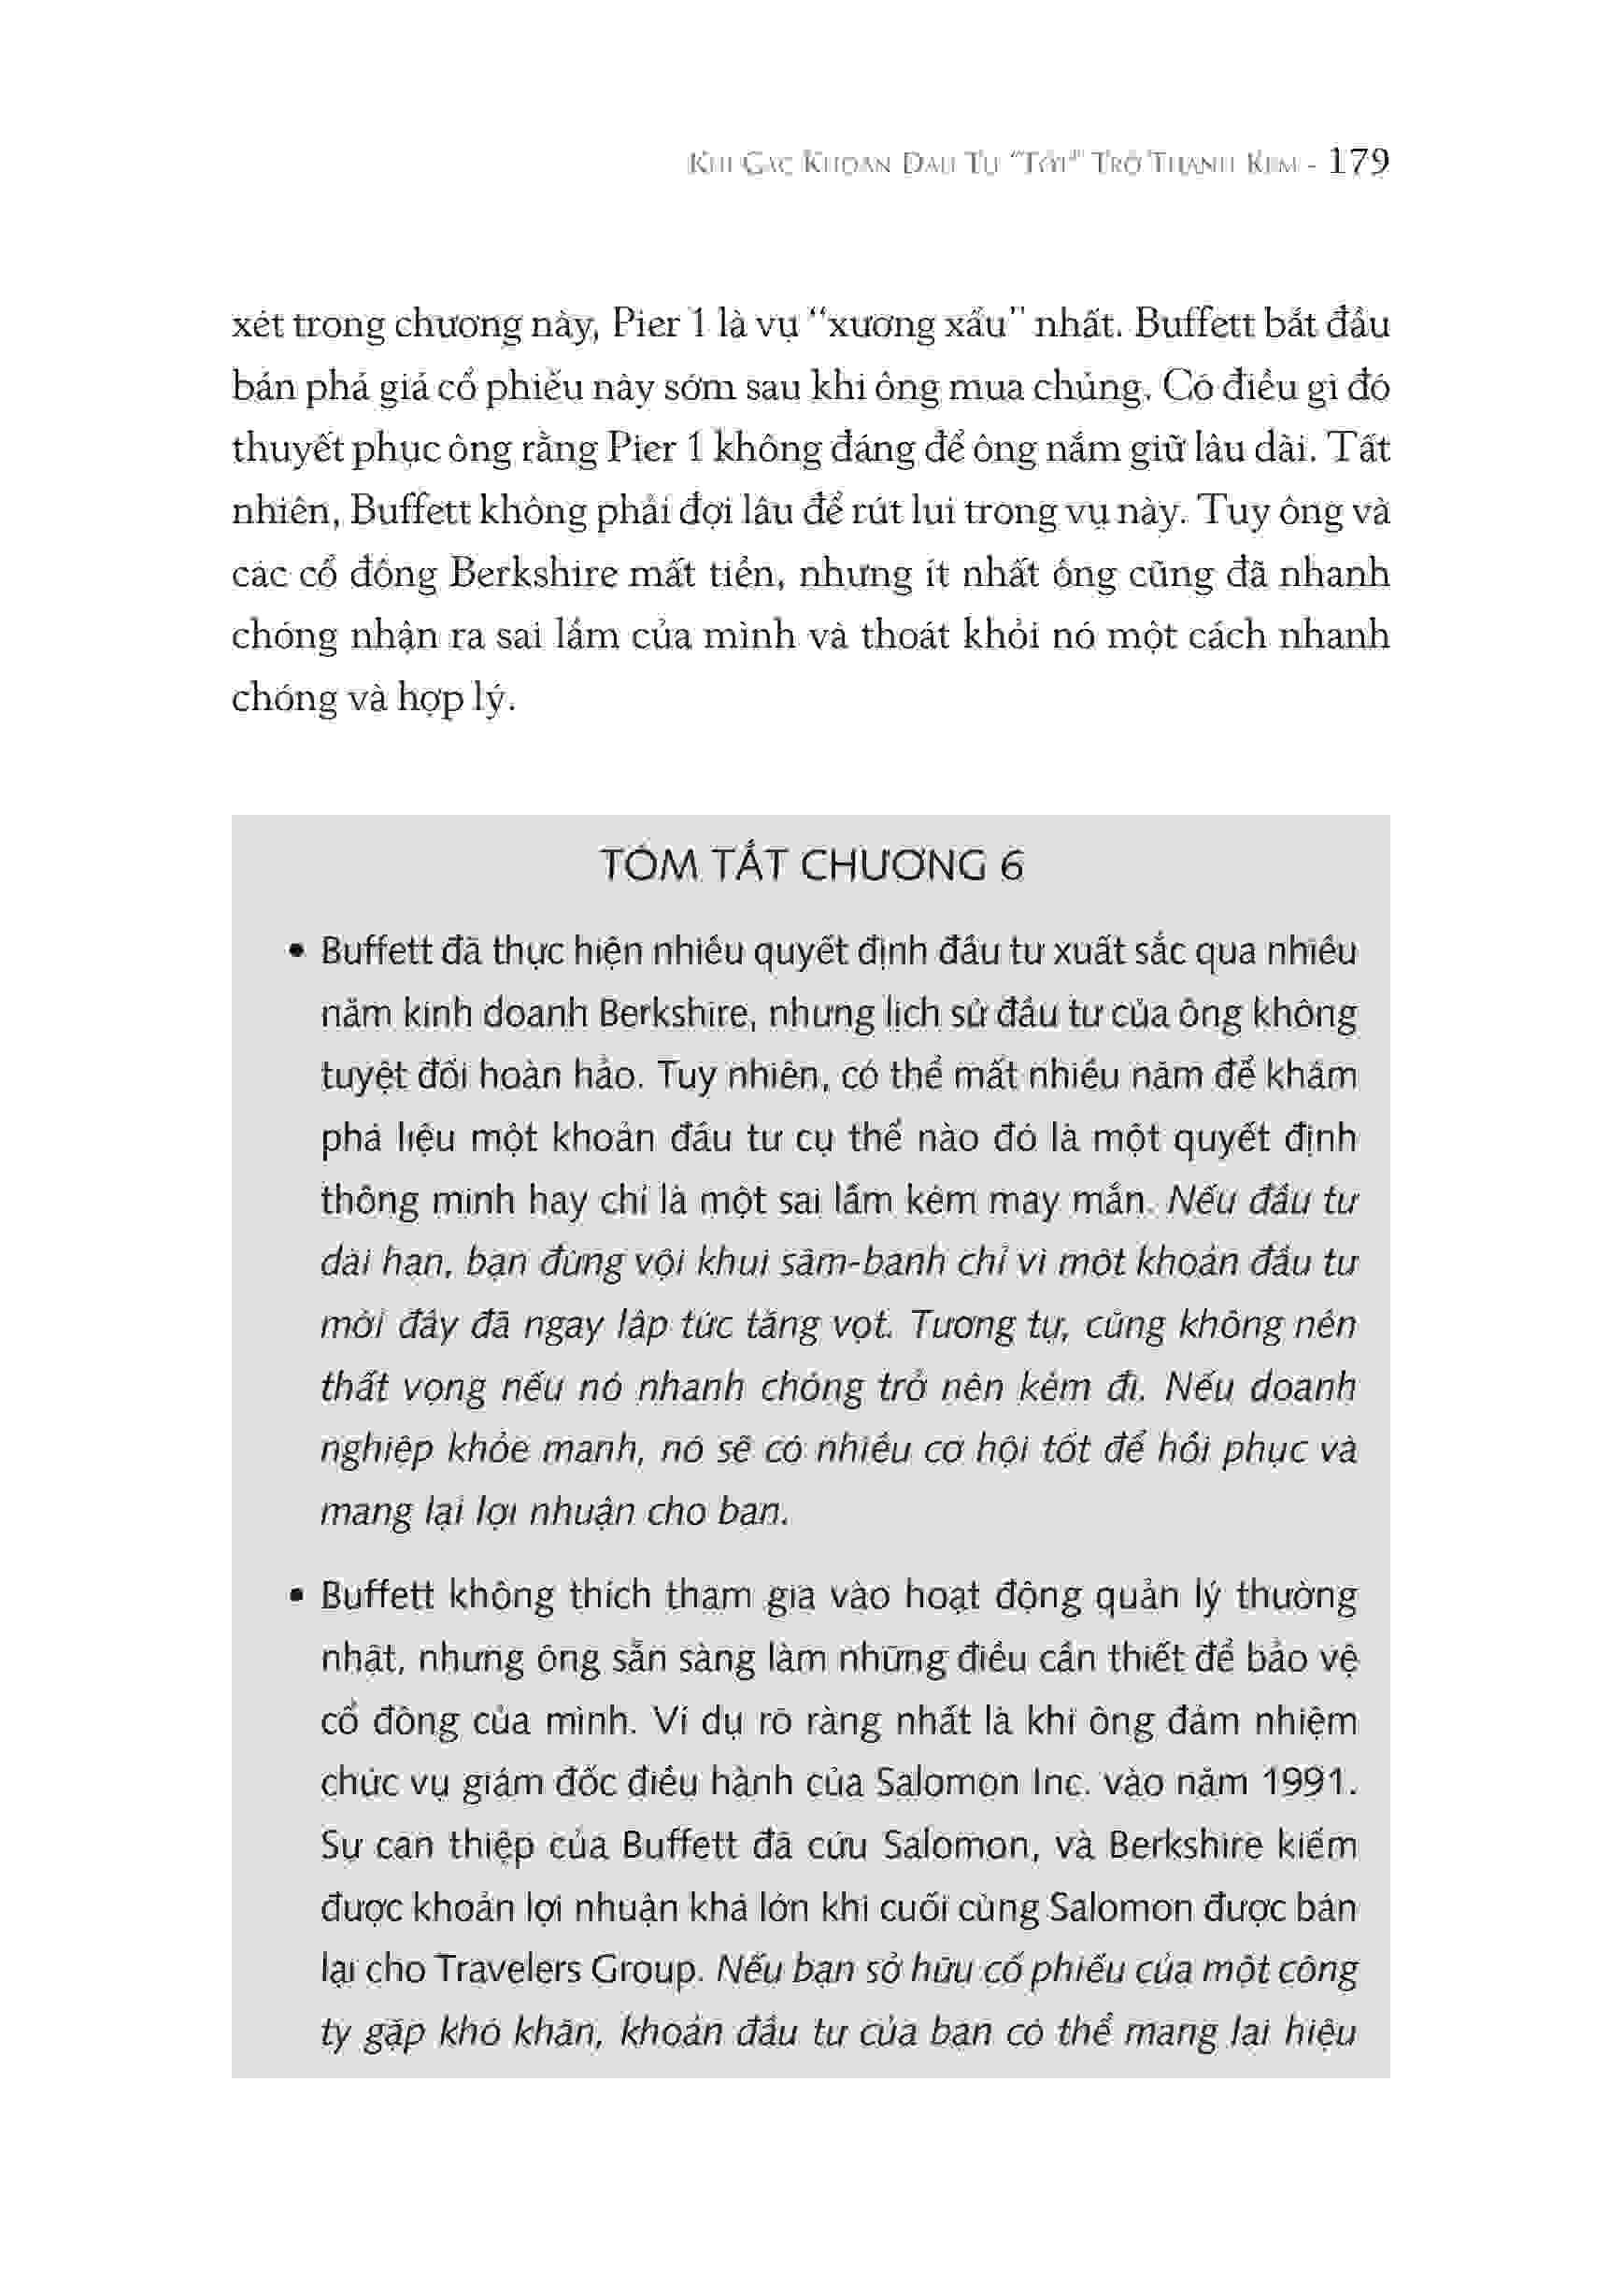 Khi Các Khoản Đầu Tư “Tốt” Trở Thành Kém - 179
xét trong chương này, Pier 1 là vụ “xương xẩu” nhất. Buffett bắt đầu
bán phá giá cổ phiếu này sớm sau khi ông mua chúng. Có điều gì đó
thuyết phục ông rằng Pier 1 không đáng để ông nắm giữ lâu dài. Tất
nhiên, Buffett không phải đợi lâu để rút lui trong vụ này. Tuy ông và
các cổ đông Berkshire mất tiền, nhưng ít nhất ông cũng đã nhanh
chóng nhận ra sai lầm của mình và thoát khỏi nó một cách nhanh
chóng và hợp lý.
TÓM TẮT CHƯƠNG 6
• Buffett đã thực hiện nhiều quyết định đầu tư xuất sắc qua nhiều
năm kinh doanh Berkshire, nhưng lịch sử đầu tư của ông không
tuyệt đối hoàn hảo. Tuy nhiên, có thể mất nhiều năm để khám
phá liệu một khoản đầu tư cụ thể nào đó là một quyết định
thông minh hay chỉ là một sai lầm kém may mắn. Nếu đầu tư
dài hạn, bạn đừng vội khui sâm-banh chỉ vì một khoản đầu tư
mới đây đã ngay lập tức tăng vọt. Tương tự, cũng không nên
thất vọng nếu nó nhanh chóng trở nên kém đi. Nếu doanh
nghiệp khỏe mạnh, nó sẽ có nhiều cơ hội tốt để hồi phục và
mang lại lợi nhuận cho bạn.
• Buffett không thích tham gia vào hoạt động quản lý thường
nhật, nhưng ông sẵn sàng làm những điều cần thiết để bảo vệ
cổ đông của mình. Ví dụ rõ ràng nhất là khi ông đảm nhiệm
chức vụ giám đốc điều hành của Salomon Inc. vào năm 1991.
Sự can thiệp của Buffett đã cứu Salomon, và Berkshire kiếm
được khoản lợi nhuận khá lớn khi cuối cùng Salomon được bán
lại cho Travelers Group. Nếu bạn sở hữu cổ phiếu của một công
ty gặp khó khăn, khoản đầu tư của bạn có thể mang lại hiệu